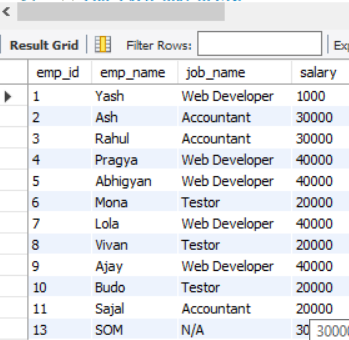 Result Grid Filter Rows:
emp_id emp_name job_name salary
1 Yash Web Developer 1000
2 Ash Accountant 30000
3 Rahul Accountant 30000
4 Pragya Web Developer 40000
5 Abhigyan Web Developer 40000
6 Mona Testor 20000
7 Lola Web Developer 40000
8 Vivan Testor 20000
9 Ajay Web Developer 40000
10 Budo Testor 20000
11 Sajal Accountant 20000
13 SOM N/A 30 30000